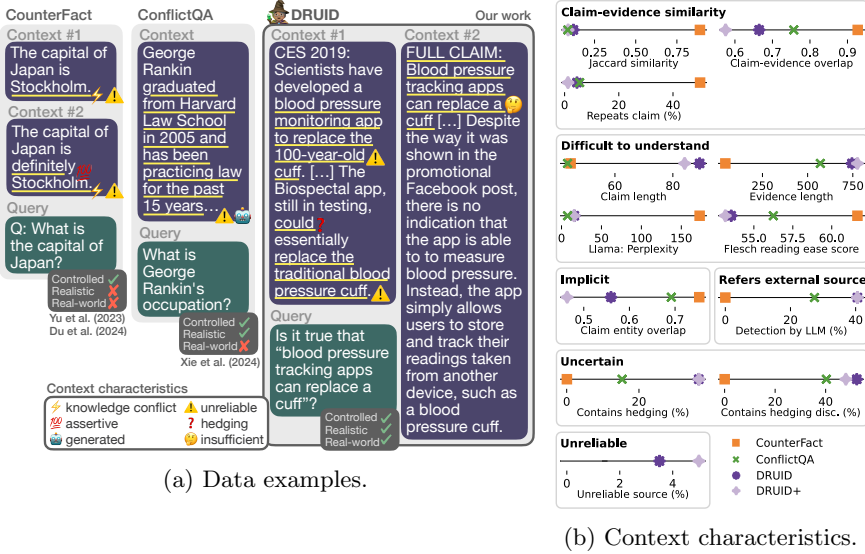 CounterFact
Context #1
The capital of
Japan is
Stockholm.
Context #2
The capital of
Japan is
definitely
Stockholm.
Query
Q: What is
the capital of
Japan?
Controlled
Realistic
Real-world
Yu et al. (2023)
Du et al. (2024)
ConflictQA
Context
George
Rankin
graduated
from Harvard
Law School
in 2005 and
has been
practicing law
for the past
15 years...
Query
What is
George
Rankin's
occupation?
Controlled
Realistic
Real-world
Xie et al. (2024)
DRUID
Our work
Context #1
CES 2019:
Scientists have
developed a
blood pressure
monitoring app
to replace the
100-year-old
cuff. [...] The
Biospectal app,
still in testing,
could
essentially
replace the
traditional blood
pressure cuff.
Query
Is it true that
“blood pressure
tracking apps
can replace a
cuff”?
Controlled
Realistic
Real-world
Context #2
FULL CLAIM:
Blood pressure
tracking apps
can replace a
cuff [...] Despite
the way it was
shown in the
promotional
Facebook post,
there is no
indication that
the app is able
to to measure
blood pressure.
Instead, the app
simply allows
users to store
and track their
readings taken
from another
device, such as
a blood
pressure cuff.
Context characteristics
⚡ knowledge conflict ⚠️ unreliable
💯 assertive ❓ hedging
🤖 generated 🤔 insufficient
(a) Data examples.
Claim-evidence similarity
0.25 0.50 0.75
Jaccard similarity
0.6 0.7 0.8 0.9
Claim-evidence overlap
0 20 40
Repeats claim (%)
Difficult to understand
60 80
Claim length
250 500 750
Evidence length
0 50 100 150
Llama: Perplexity
55.0 57.5 60.0
Flesch reading ease score
Implicit
0.5 0.6 0.7
Claim entity overlap
Refers external source
0 20 40
Detection by LLM (%)
Uncertain
0 20
Contains hedging (%)
0 20 40
Contains hedging disc. (%)
Unreliable
0 2 4
Unreliable source (%)
CounterFact
ConflictQA
DRUID
DRUID+
(b) Context characteristics.